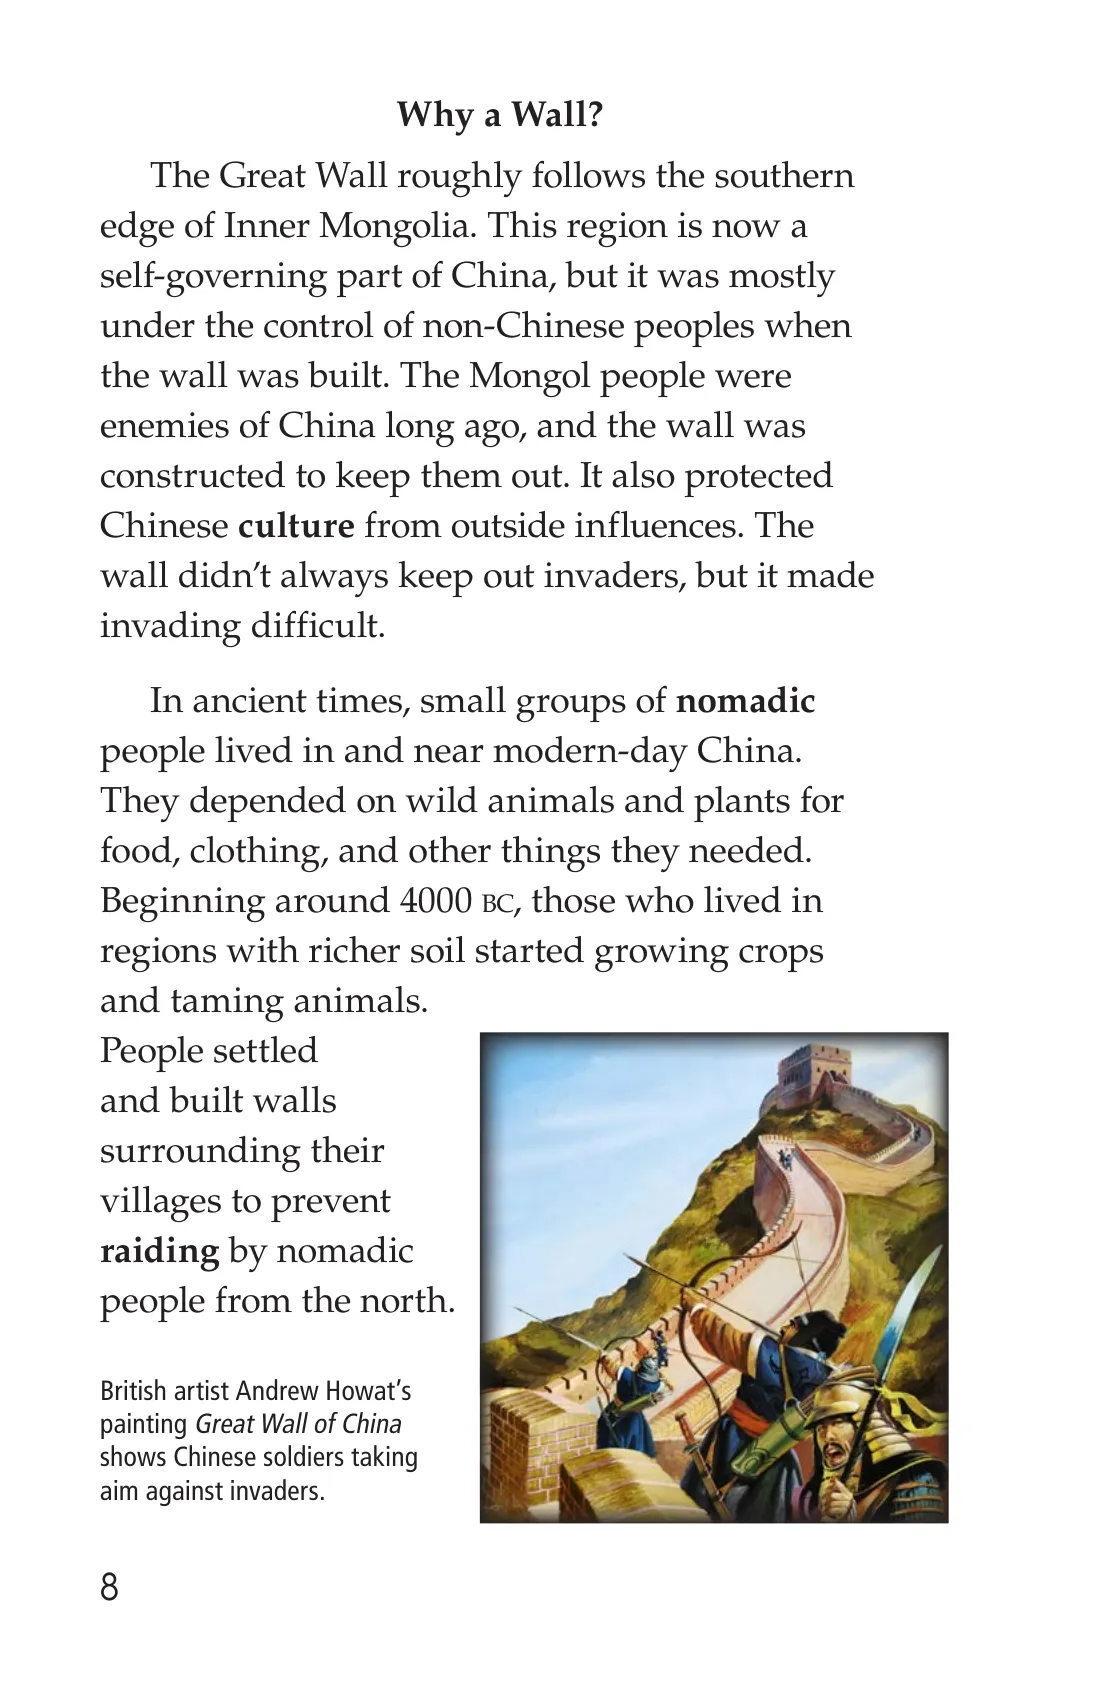 Why a Wall?
The Great Wall roughly follows the southern
edge of Inner Mongolia. This region is now a
self-governing part of China, but it was mostly
under the control of non-Chinese peoples when
the wall was built. The Mongol people were
enemies of China long ago, and the wall was
constructed to keep them out. It also protected
Chinese culture from outside influences. The
wall didn’t always keep out invaders, but it made
invading difficult.
In ancient times, small groups of nomadic
people lived in and near modern-day China.
They depended on wild animals and plants for
food, clothing, and other things they needed.
Beginning around 4000 BC, those who lived in
regions with richer soil started growing crops
and taming animals.
People settled
and built walls
surrounding their
villages to prevent
raiding by nomadic
people from the north.
British artist Andrew Howat’s
painting Great Wall of China
shows Chinese soldiers taking
aim against invaders.
8